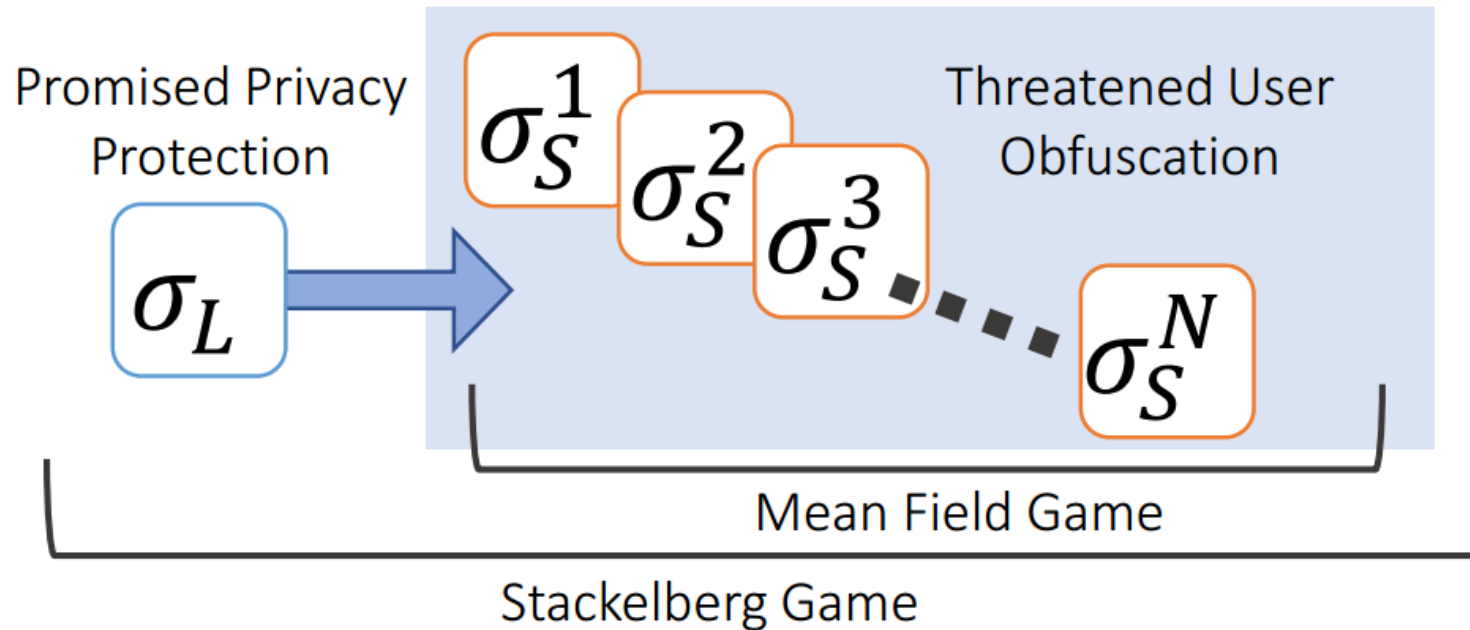 Promised Privacy
Protection
σ_L
σ_S^1
σ_S^2
σ_S^3
σ_S^N
Threatened User
Obfuscation
Mean Field Game
Stackelberg Game